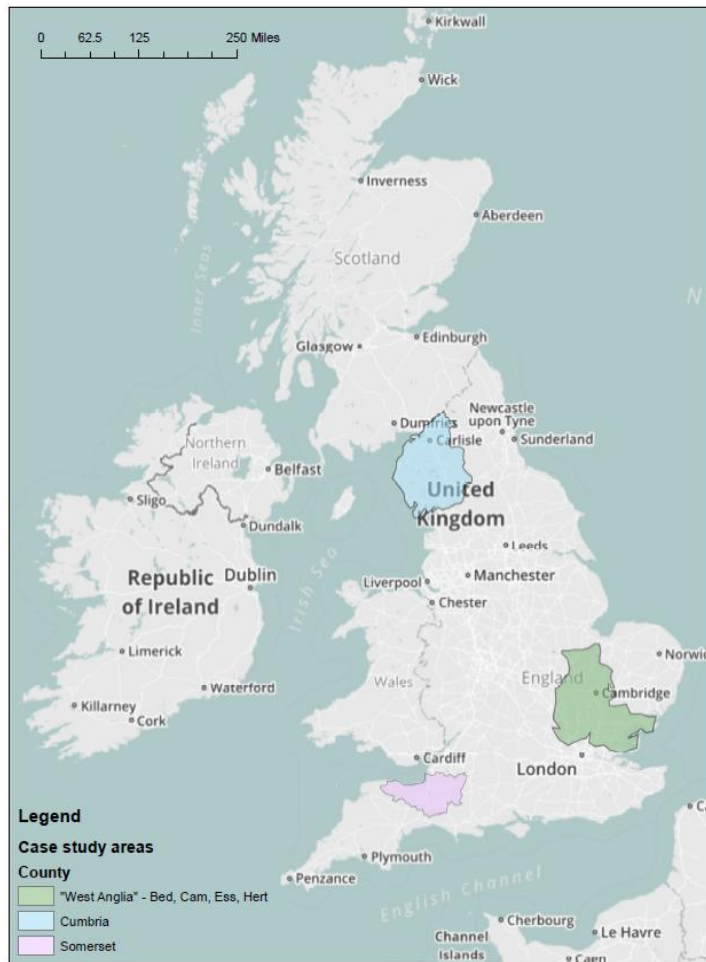 Kirkwall
0 62.5 125 250 Miles
Wick
Inverness
Aberdeen
Scotland
Inner Seas
N
Edinburgh
Glasgow
Dumfries
Newcastle
upon Tyne
Carlisle
Sunderland
Northern
Ireland
Belfast
United
Kingdom
Sligo
Dundalk
Leeds
Republic
of Ireland
Dublin
Irish Sea
Liverpool
Manchester
Chester
Limerick
Norwic
England
Wales
Cambridge
Waterford
Killarney
Cork
Cardiff
London
Legend
Ca
Case study areas
Plymouth
County
Penzance
English Channel
"West Anglia" - Bed, Cam, Ess, Hert
Cumbria
Somerset
Cherbourg
Channel
Islands
Le Havre
Caen